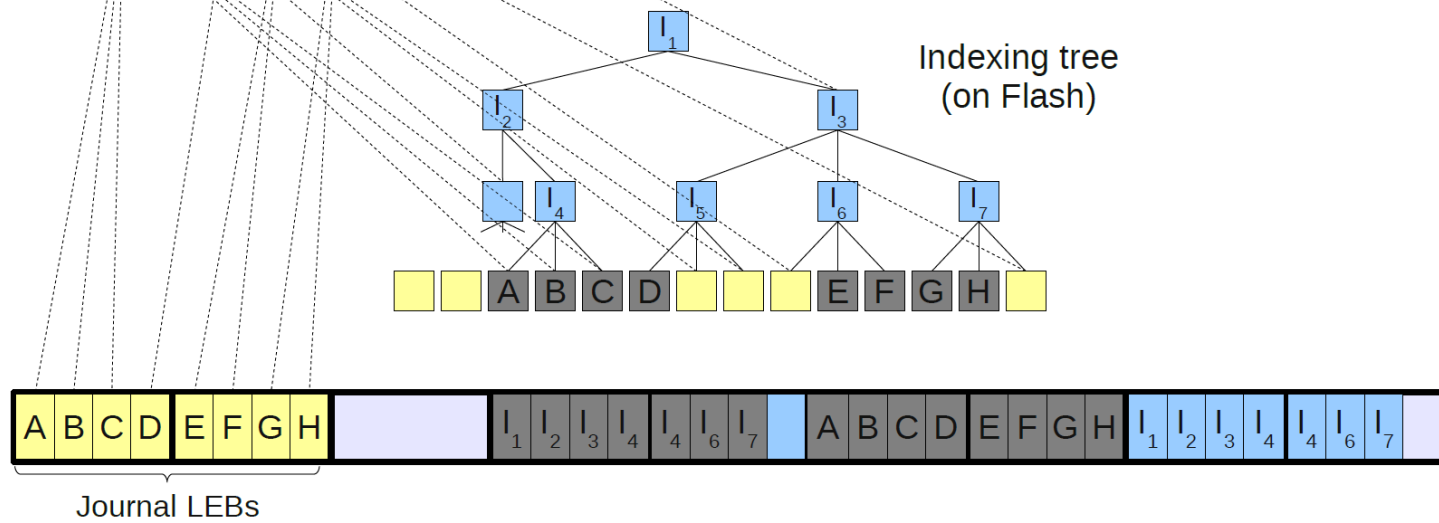 I1
Indexing tree
(on Flash)
I2 I3
I4 I5 I6 I7
A B C D E F G H
A B C D E F G H I1 I2 I3 I4 I4 I6 I7 A B C D E F G H I1 I2 I3 I4 I4 I6 I7
Journal LEBs